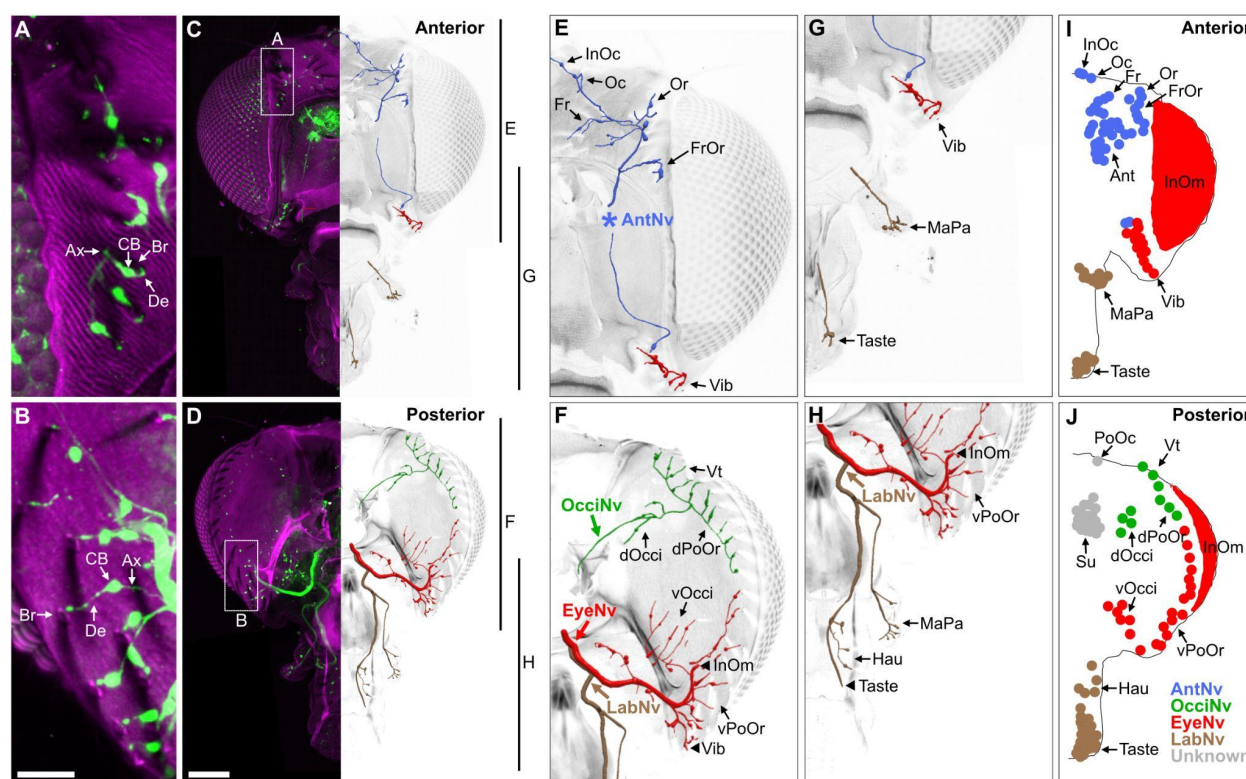 A
Ax
CB
Br
De
C
Anterior
A
E
G
E
InOc
Oc
Or
Fr
FrOr
AntNv
Vib
G
Vib
MaPa
Taste
I
Anterior
InOc
Oc
Fr
Or
FrOr
Ant
InOm
Vib
MaPa
Taste
B
CB
Ax
Br
De
D
Posterior
B
F
H
F
Vt
OcciNv
dOcci
dPoOr
vOcci
EyeNv
InOm
LabNv
vPoOr
Vib
H
InOm
LabNv
vPoOr
MaPa
Hau
Taste
J
Posterior
PoOc
Vt
dPoOr
Su
dOcci
InOm
vOcci
vPoOr
Hau
Taste
AntNv
OcciNv
EyeNv
LabNv
Unknown